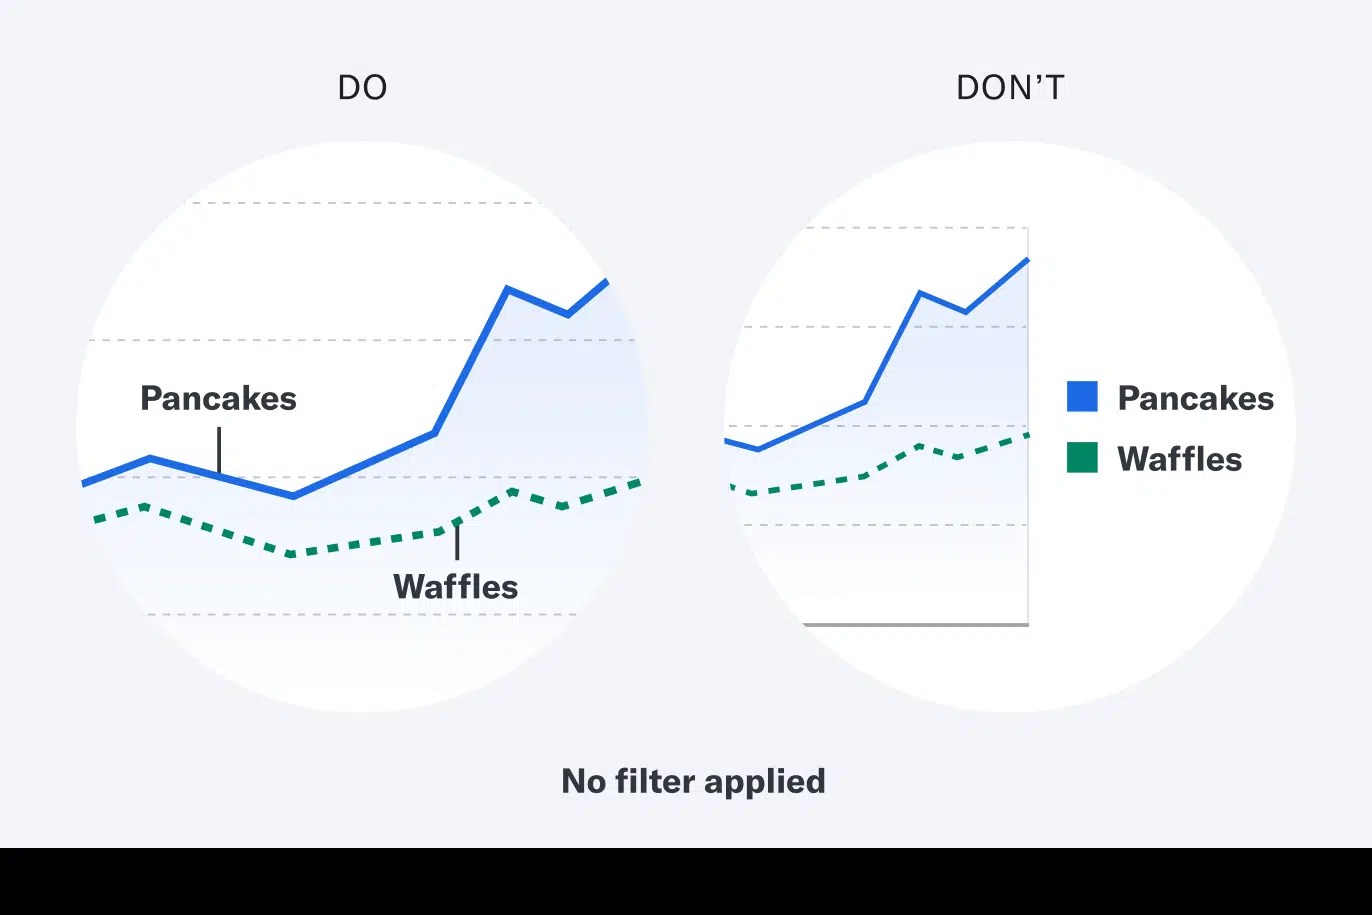 DO
Pancakes
Waffles
DON’T
Pancakes
Waffles
No filter applied